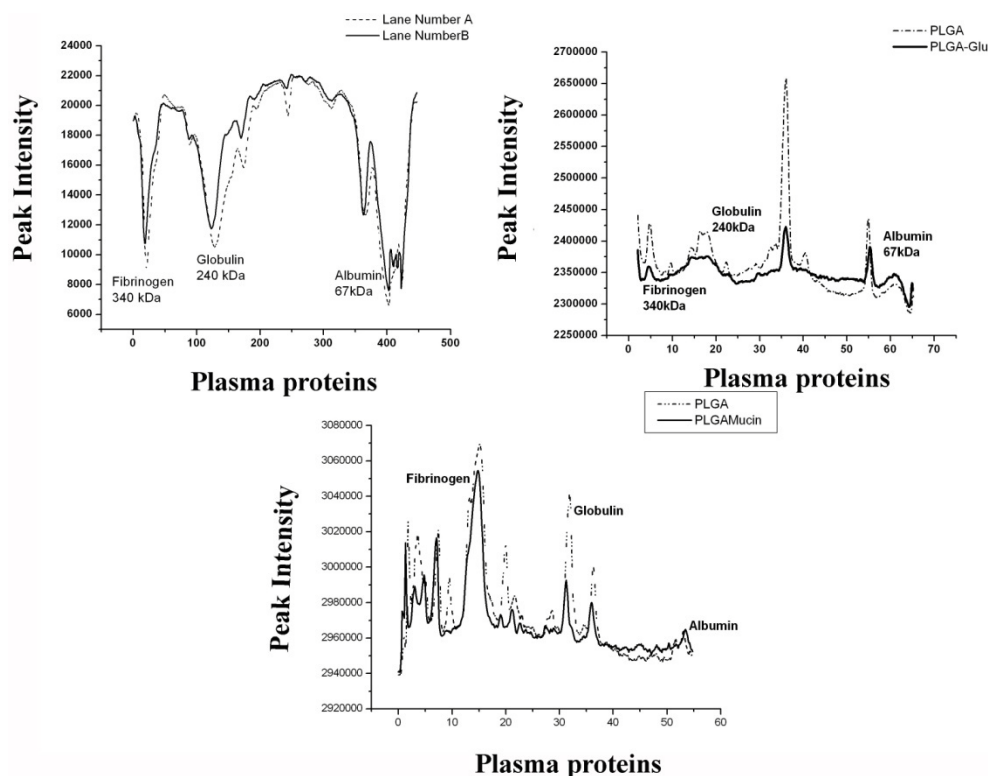 Lane Number A
Lane NumberB
24000
22000
20000
18000
16000
14000
12000
10000
8000
6000
Peak Intensity
Fibrinogen
340 kDa
Globulin
240 kDa
Albumin
67kDa
0
100
200
300
400
500
Plasma proteins
PLGA
PLGA-Glu
2700000
2650000
2600000
2550000
2500000
2450000
2400000
2350000
2300000
2250000
Peak Intensity
Globulin
240kDa
Albumin
67kDa
Fibrinogen
340kDa
0
10
20
30
40
50
60
70
Plasma proteins
PLGA
PLGAMucin
3080000
3060000
3040000
3020000
3000000
2980000
2960000
2940000
2920000
Peak Intensity
Fibrinogen
Globulin
Albumin
0
10
20
30
40
50
60
Plasma proteins